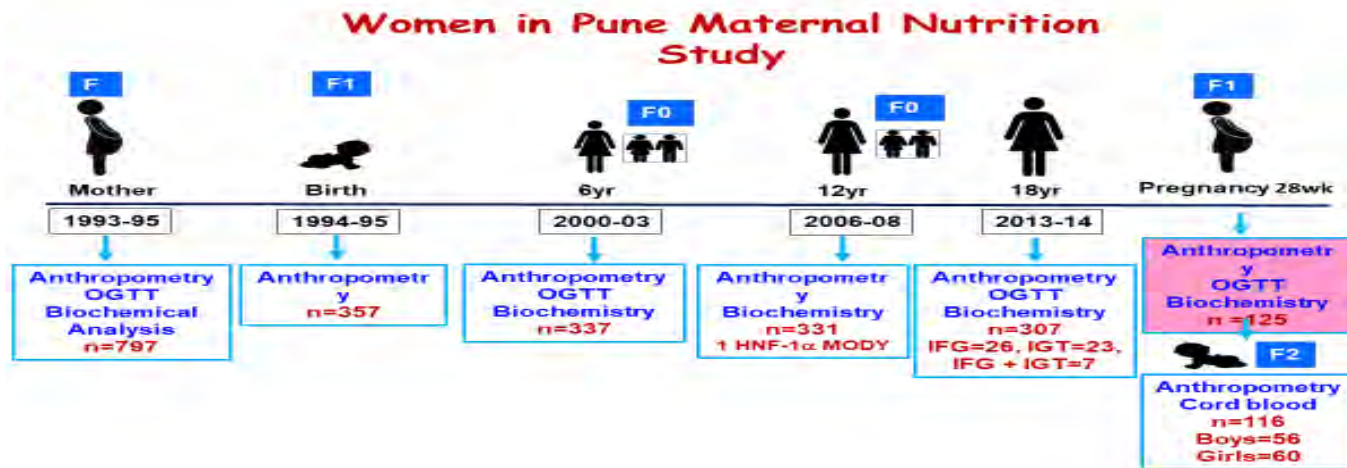 Women in Pune Maternal Nutrition
Study
F
F1
F0
F0
F1
Mother
Birth
6yr
12yr
18yr
Pregnancy 28wk
1993-95
1994-95
2000-03
2006-08
2013-14
Anthropometry
OGTT
Biochemical
Analysis
n=797
Anthropometr
y
n=357
Anthropometry
OGTT
Biochemistry
n=337
Anthropometr
y
Biochemistry
n=331
1 HNF-1α MODY
Anthropometry
OGTT
Biochemistry
n=307
IFG=26, IGT=23,
IFG + IGT=7
Anthropometr
y
OGTT
Biochemistry
n =125
F2
Anthropometry
Cord blood
n=116
Boys=56
Girls=60